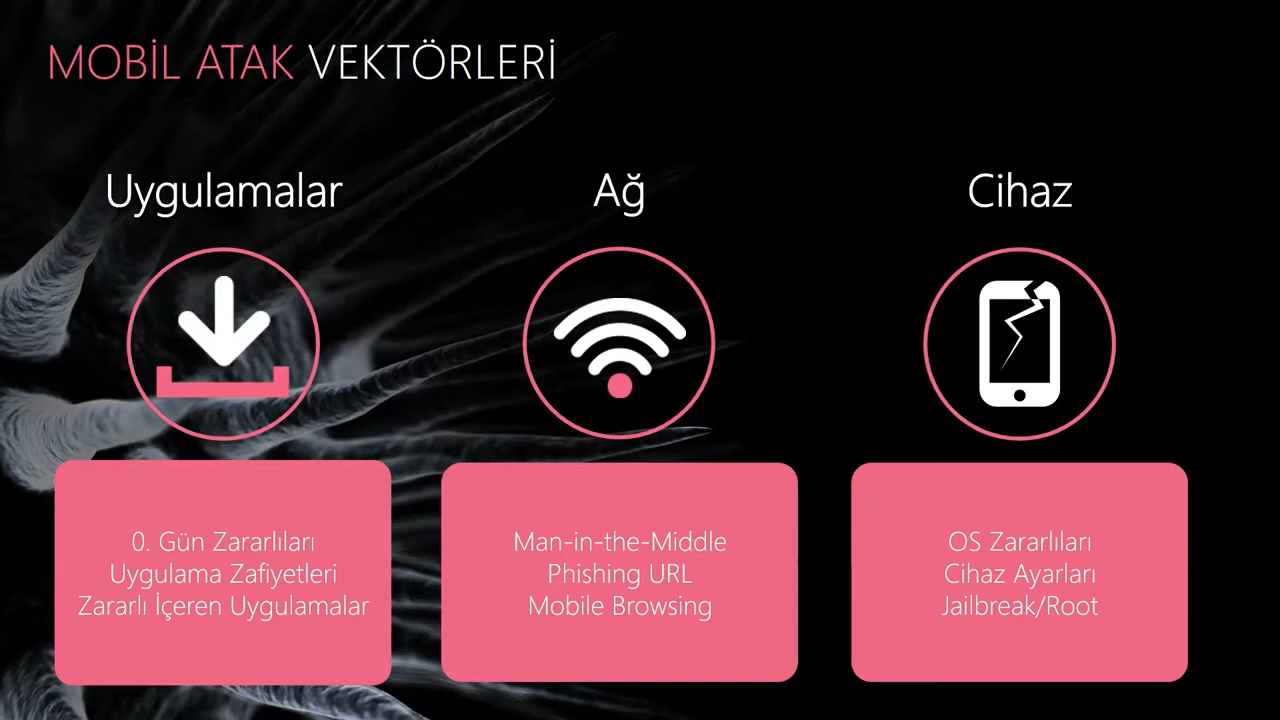 MOBİL ATAK VEKTÖRLERİ
Uygulamalar
0. Gün Zararlıları
Uygulama Zafiyetleri
Zararlı İçeren Uygulamalar
Ağ
Man-in-the-Middle
Phishing URL
Mobile Browsing
Cihaz
OS Zararlıları
Cihaz Ayarları
Jailbreak/Root